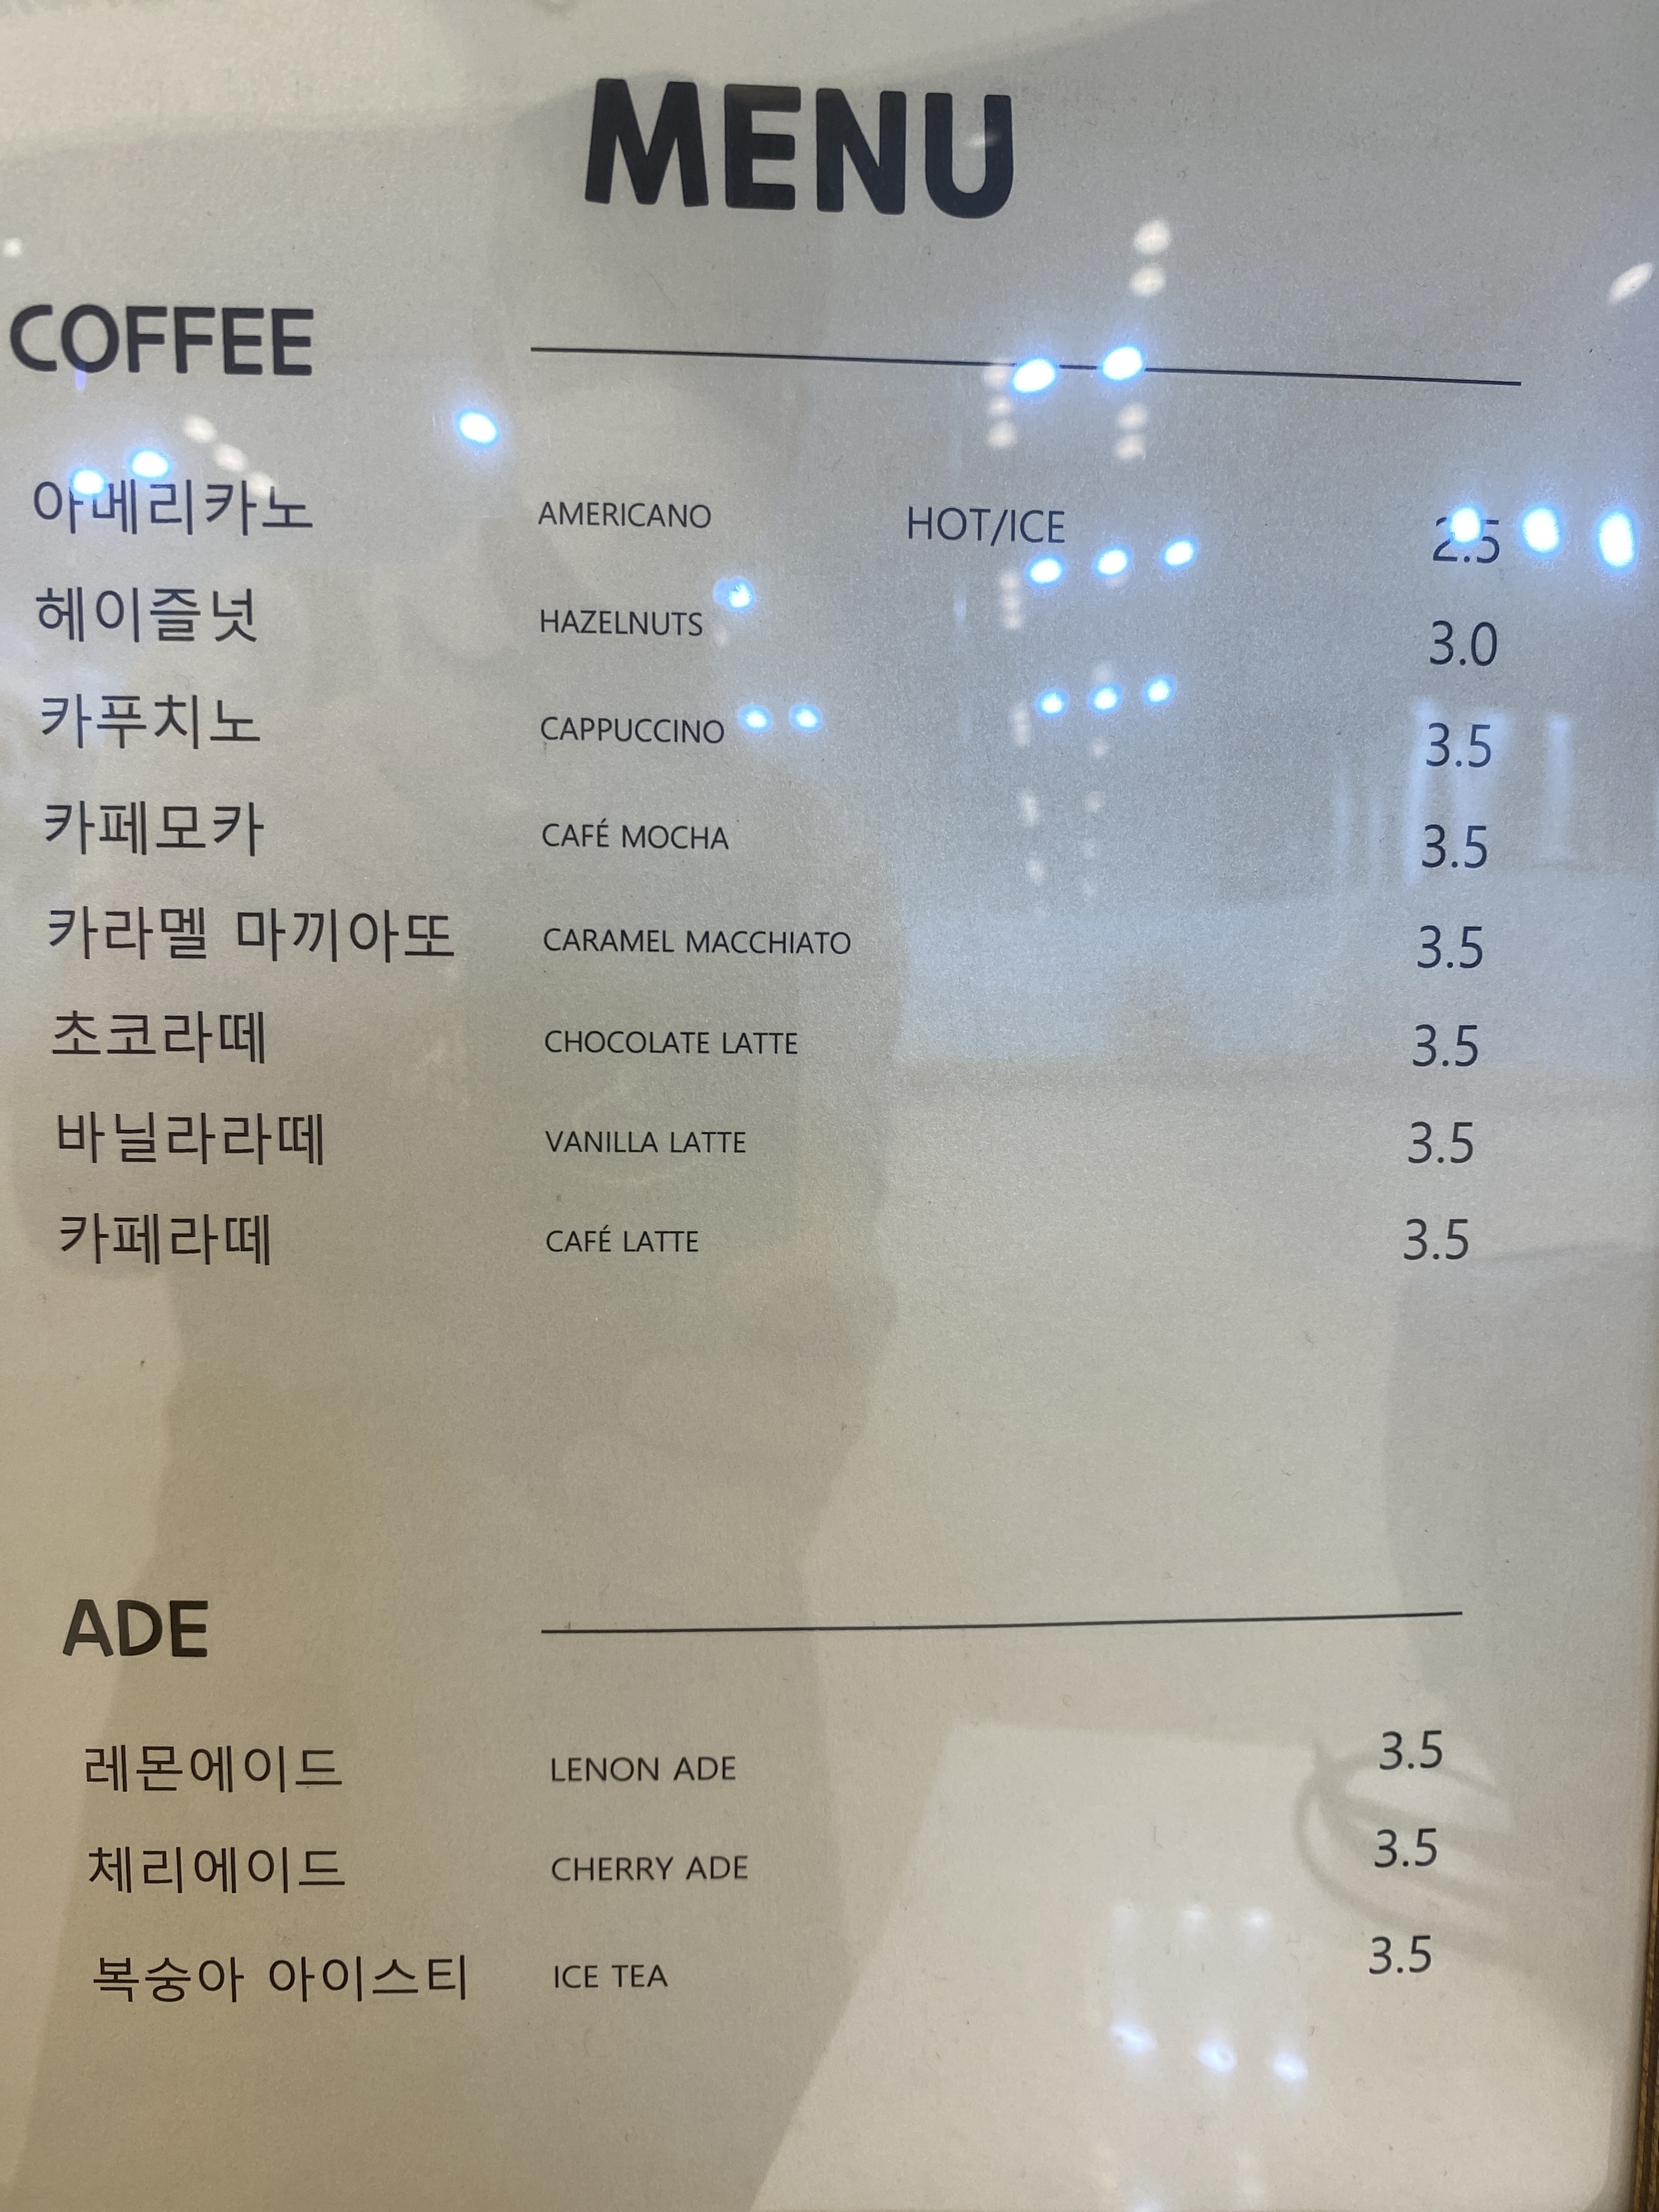 MENU
COFFEE
아메리카노 AMERICANO HOT/ICE 2.5
헤이즐넛 HAZELNUTS 3.0
카푸치노 CAPPUCCINO 3.5
카페모카 CAFÉ MOCHA 3.5
카라멜 마끼아또 CARAMEL MACCHIATO 3.5
초코라떼 CHOCOLATE LATTE 3.5
바닐라라떼 VANILLA LATTE 3.5
카페라떼 CAFÉ LATTE 3.5
ADE
레몬에이드 LENON ADE 3.5
체리에이드 CHERRY ADE 3.5
복숭아 아이스티 ICE TEA 3.5